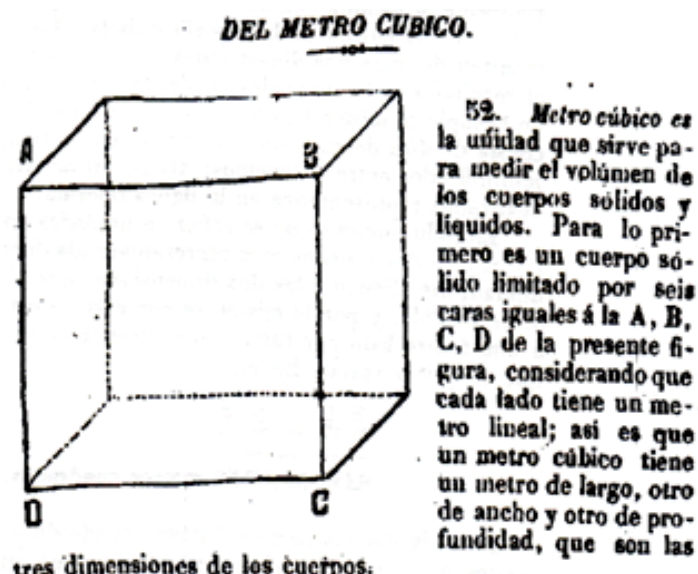 DEL METRO CUBICO.
A
B
D
C
52. Metro cúbico es
la unidad que sirve pa-
ra medir el volúmen de
los cuerpos sólidos y
líquidos. Para lo pri-
mero es un cuerpo só-
lido limitado por seis
caras iguales á la A, B,
C, D de la presente fi-
gura, considerando que
cada lado tiene un me-
tro lineal; asi es que
un metro cúbico tiene
un metro de largo, otro
de ancho y otro de pro-
fundidad, que son las
tres dimensiones de los cuerpos.